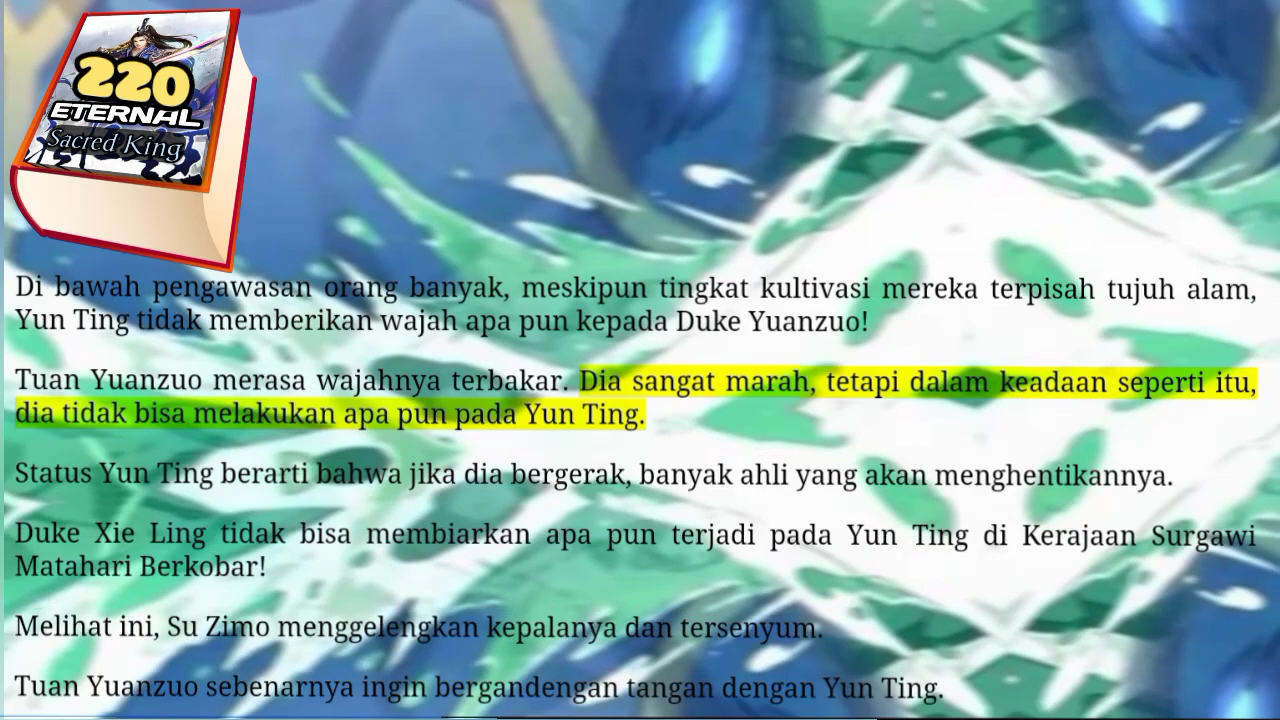 220
ETERNAL
Sacred King
Di bawah pengawasan orang banyak, meskipun tingkat kultivasi mereka terpisah tujuh alam,
Yun Ting tidak memberikan wajah apa pun kepada Duke Yuanzuo!
Tuan Yuanzuo merasa wajahnya terbakar. Dia sangat marah, tetapi dalam keadaan seperti itu,
dia tidak bisa melakukan apa pun pada Yun Ting.
Status Yun Ting berarti bahwa jika dia bergerak, banyak ahli yang akan menghentikannya.
Duke Xie Ling tidak bisa membiarkan apa pun terjadi pada Yun Ting di Kerajaan Surgawi
Matahari Berkobar!
Melihat ini, Su Zimo menggelengkan kepalanya dan tersenyum.
Tuan Yuanzuo sebenarnya ingin bergandengan tangan dengan Yun Ting.